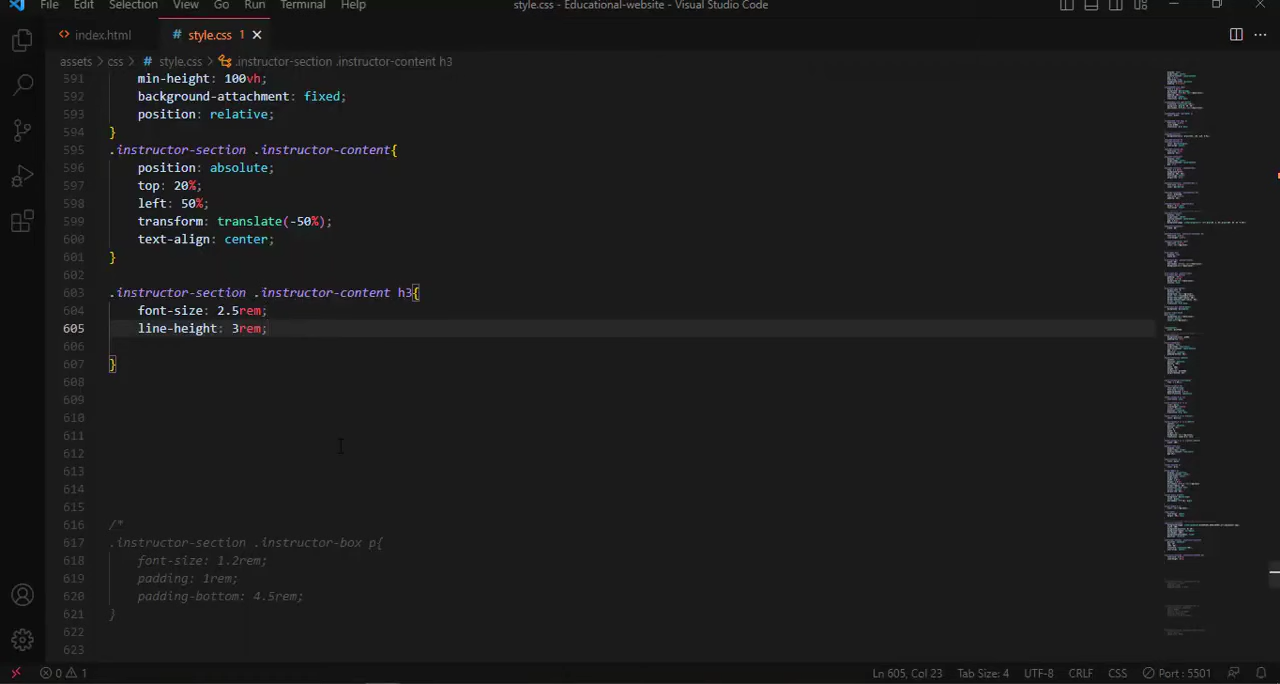 File Edit Selection View Go Run Terminal Help style.css - Educational-website - Visual Studio Code
<> index.html # style.css 1 ×
assets > css > # style.css > .instructor-section .instructor-content h3
591 min-height: 100vh;
592 background-attachment: fixed;
593 position: relative;
594 }
595 .instructor-section .instructor-content{
596 position: absolute;
597 top: 20%;
598 left: 50%;
599 transform: translate(-50%);
600 text-align: center;
601 }
602
603 .instructor-section .instructor-content h3{
604 font-size: 2.5rem;
605 line-height: 3rem;
606
607 }
608
609
610
611
612
613
614
615
616 /*
617 .instructor-section .instructor-box p{
618 font-size: 1.2rem;
619 padding: 1rem;
620 padding-bottom: 4.5rem;
621 }
622
623
0 1 Ln 605, Col 23 Tab Size: 4 UTF-8 CRLF CSS Port : 5501